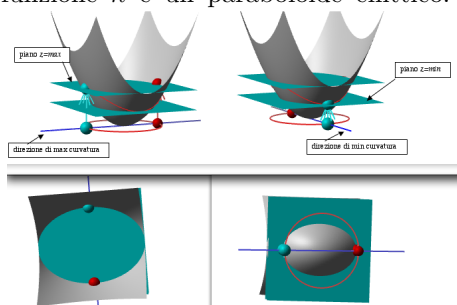 funzione h è un paraboloide ellittico.
piano z=max
piano z=min
direzione di max curvatura
direzione di min curvatura